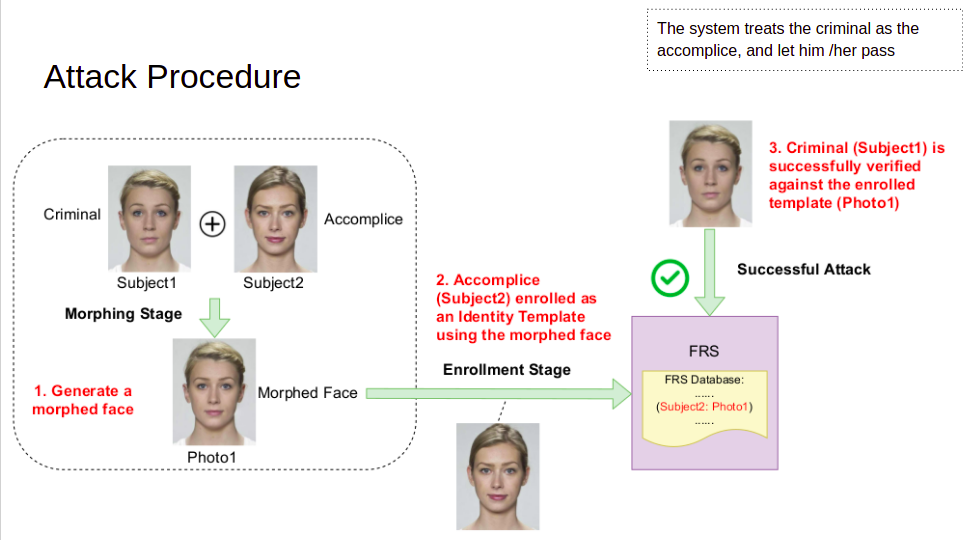 The system treats the criminal as the
accomplice, and let him /her pass
Attack Procedure
Criminal
Accomplice
Subject1
Subject2
Morphing Stage
1. Generate a
morphed face
Morphed Face
Photo1
2. Accomplice
(Subject2) enrolled as
an Identity Template
using the morphed face
Enrollment Stage
3. Criminal (Subject1) is
successfully verified
against the enrolled
template (Photo1)
Successful Attack
FRS
FRS Database:
......
(Subject2: Photo1)
......